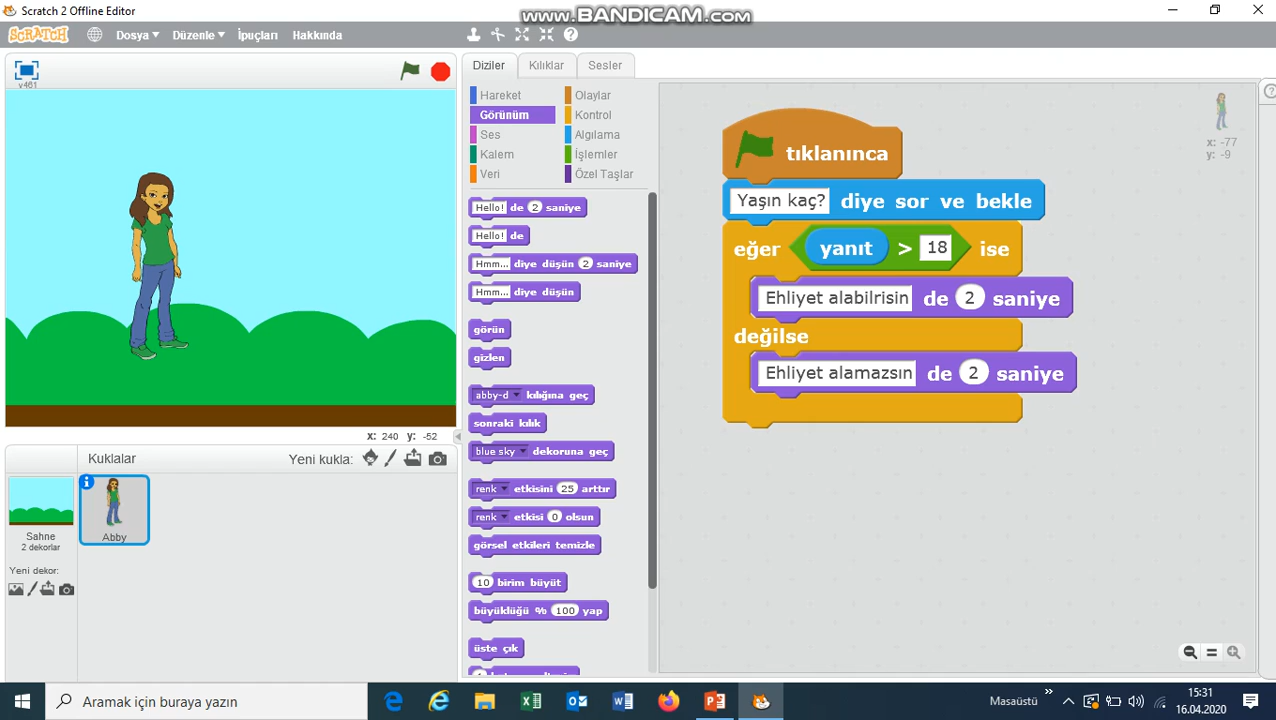 Scratch 2 Offline Editor
www.BANDICAM.com
SCRATCH
Dosya
Düzenle
İpuçları
Hakkında
v461
Diziler
Kılıklar
Sesler
Hareket
Görünüm
Ses
Kalem
Veri
Olaylar
Kontrol
Algılama
İşlemler
Özel Taşlar
Hello! de 2 saniye
Hello! de
Hmm... diye düşün 2 saniye
Hmm... diye düşün
görün
gizlen
abby-d kılığına geç
sonraki kılık
blue sky dekoruna geç
renk etkisini 25 arttır
renk etkisi 0 olsun
görsel etkileri temizle
10 birim büyüt
büyüklüğü % 100 yap
üste çık
tıklanınca
Yaşın kaç? diye sor ve bekle
eğer yanıt > 18 ise
Ehliyet alabilrisin de 2 saniye
değilse
Ehliyet alamazsın de 2 saniye
x: -77
y: -9
x: 240 y: -52
Kuklalar
Yeni kukla:
Sahne
2 dekorlar
Abby
Yeni dekor:
Aramak için buraya yazın
Masaüstü
15:31
16.04.2020